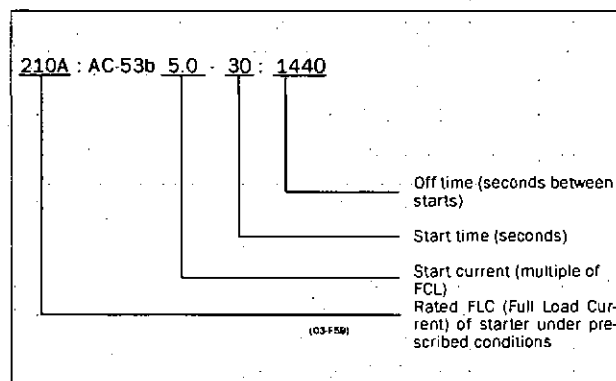 210A : AC-53b 5.0 - 30 : 1440
Off time (seconds between
starts)
Start time (seconds)
Start current (multiple of
FCL)
Rated FLC (Full Load Cur-
rent) of starter under pre-
scribed conditions
(03-F59)